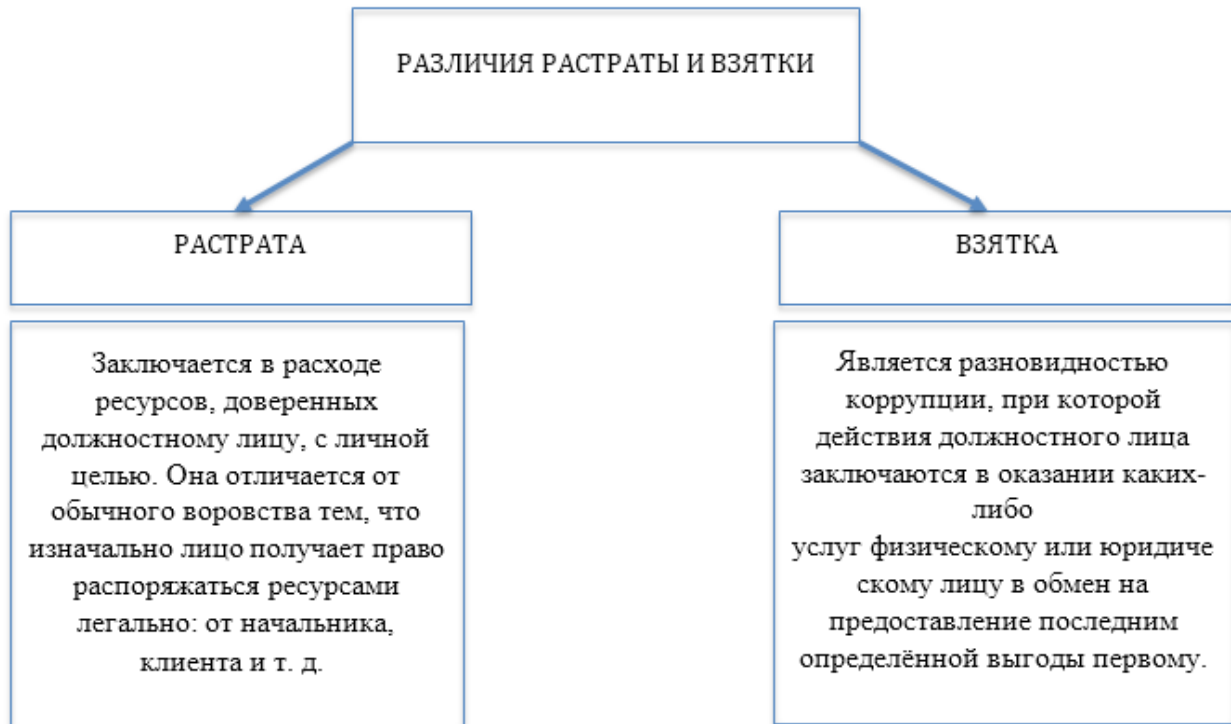 РАЗЛИЧИЯ РАСТРАТЫ И ВЗЯТКИ
РАСТРАТА
Заключается в расходе
ресурсов, доверенных
должностному лицу, с личной
целью. Она отличается от
обычного воровства тем, что
изначально лицо получает право
распоряжаться ресурсами
легально: от начальника,
клиента и т. д.
ВЗЯТКА
Является разновидностью
коррупции, при которой
действия должностного лица
заключаются в оказании каких-
либо
услуг физическому или юридиче
скому лицу в обмен на
предоставление последним
определённой выгоды первому.